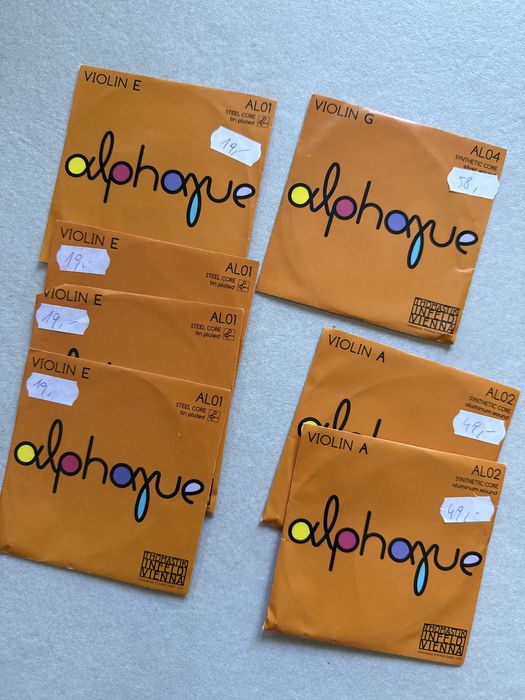 VIOLIN E
AL01
STEEL CORE
tin plated
19,-
alphayue
VIOLIN E
19,-
AL01
STEEL CORE
tin plated
VIOLIN E
19,-
AL01
STEEL CORE
tin plated
VIOLIN E
19,-
AL01
STEEL CORE
tin plated
alphayue
THOMASTIK
INFELD
VIENNA
VIOLIN G
AL04
SYNTHETIC CORE
58,-
alphayue
THOMASTIK
INFELD
VIENNA
VIOLIN A
AL02
SYNTHETIC CORE
aluminum wound
49,-
VIOLIN A
AL02
SYNTHETIC CORE
aluminum wound
49,-
alphayue
THOMASTIK
INFELD
VIENNA